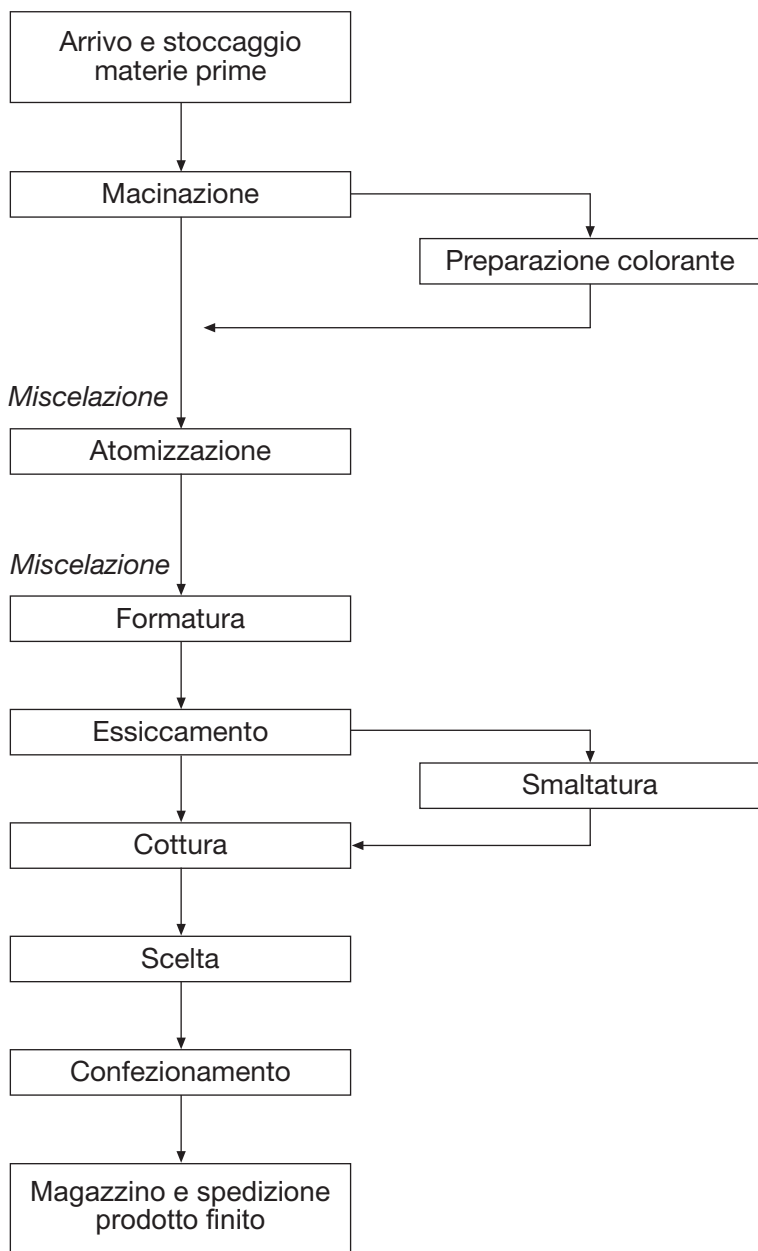 Arrivo e stoccaggio
materie prime
Macinazione
Preparazione colorante
Miscelazione
Atomizzazione
Miscelazione
Formatura
Essiccamento
Smaltatura
Cottura
Scelta
Confezionamento
Magazzino e spedizione
prodotto finito